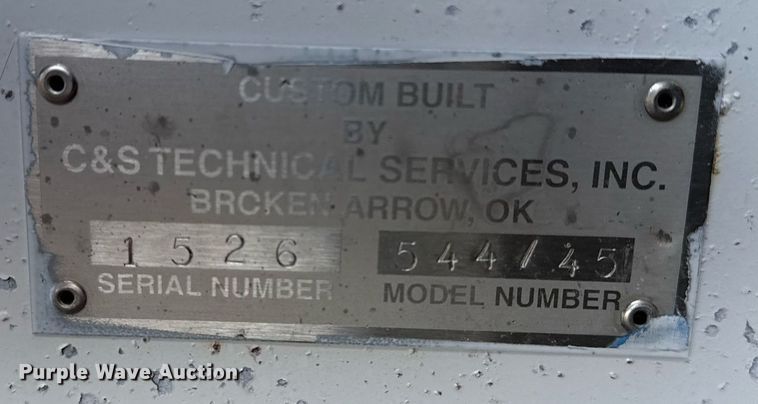 CUSTOM BUILT
BY
C&S TECHNICAL SERVICES, INC.
BROKEN ARROW, OK
1526 544/45
SERIAL NUMBER MODEL NUMBER
Purple Wave Auction®